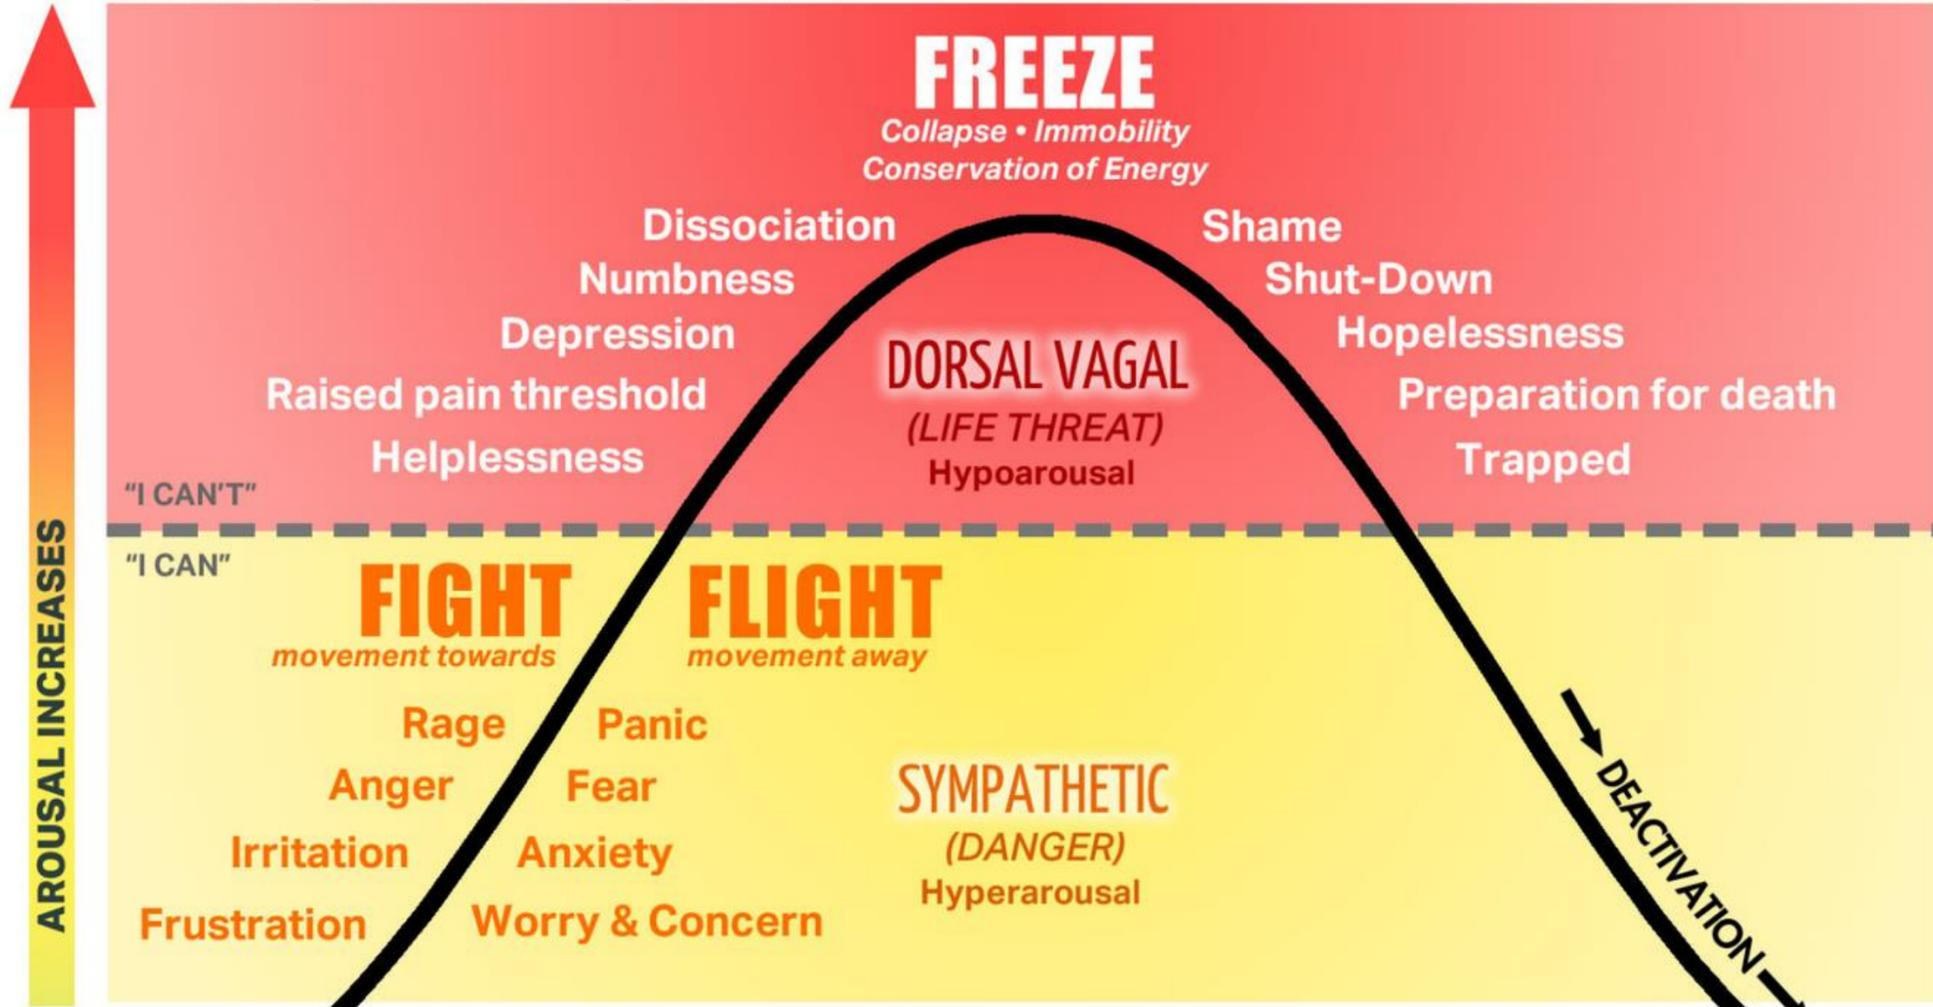 FREEZE
Collapse • Immobility
Conservation of Energy
Dissociation
Shame
Numbness
Shut-Down
Depression
Hopelessness
DORSAL VAGAL
Raised pain threshold
Preparation for death
(LIFE THREAT)
Helplessness
Trapped
Hypoarousal
"I CAN'T"
"I CAN"
FIGHT
FLIGHT
movement towards
movement away
Rage
Panic
SYMPATHETIC
Anger
Fear
(DANGER)
Irritation
Anxiety
Hyperarousal
Frustration
Worry & Concern
AROUSAL INCREASES
DEACTIVATION